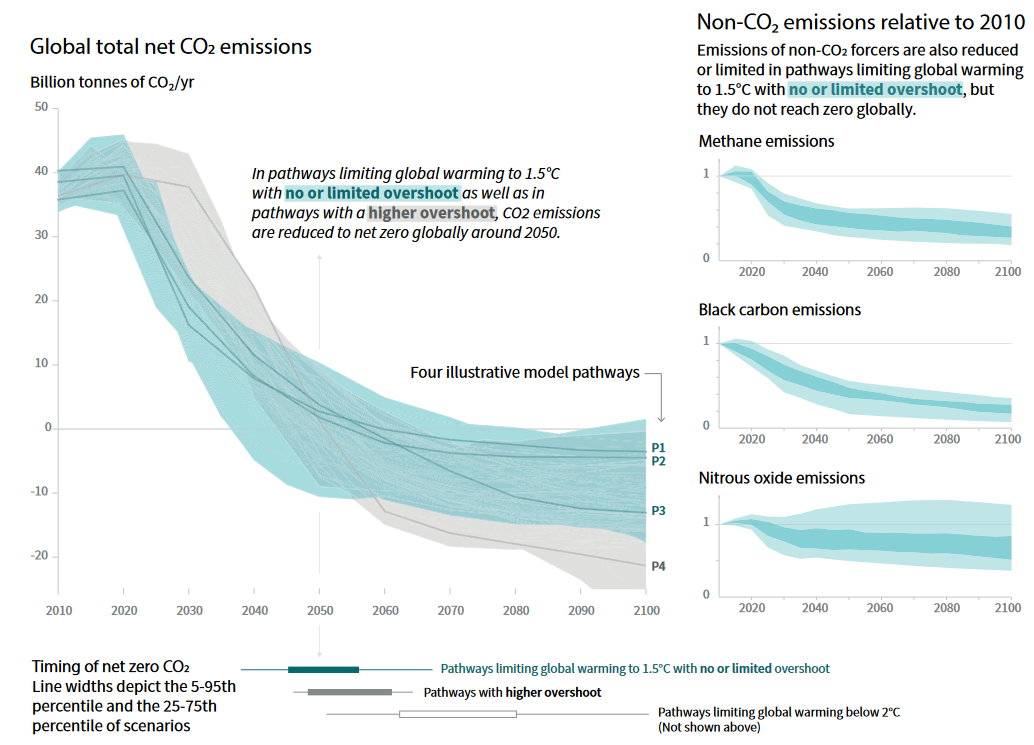 Global total net CO₂ emissions
Billion tonnes of CO₂/yr
50
40
30
20
10
0
-10
-20
2010
2020
2030
2040
2050
2060
2070
2080
2090
2100
In pathways limiting global warming to 1.5°C
with no or limited overshoot as well as in
pathways with a higher overshoot, CO2 emissions
are reduced to net zero globally around 2050.
Four illustrative model pathways
P1
P2
P3
P4
Non-CO₂ emissions relative to 2010
Emissions of non-CO₂ forcers are also reduced
or limited in pathways limiting global warming
to 1.5°C with no or limited overshoot, but
they do not reach zero globally.
Methane emissions
1
0
2020
2040
2060
2080
2100
Black carbon emissions
1
0
2020
2040
2060
2080
2100
Nitrous oxide emissions
1
0
2020
2040
2060
2080
2100
Timing of net zero CO₂
Line widths depict the 5-95th
percentile and the 25-75th
percentile of scenarios
Pathways limiting global warming to 1.5°C with no or limited overshoot
Pathways with higher overshoot
Pathways limiting global warming below 2°C
(Not shown above)